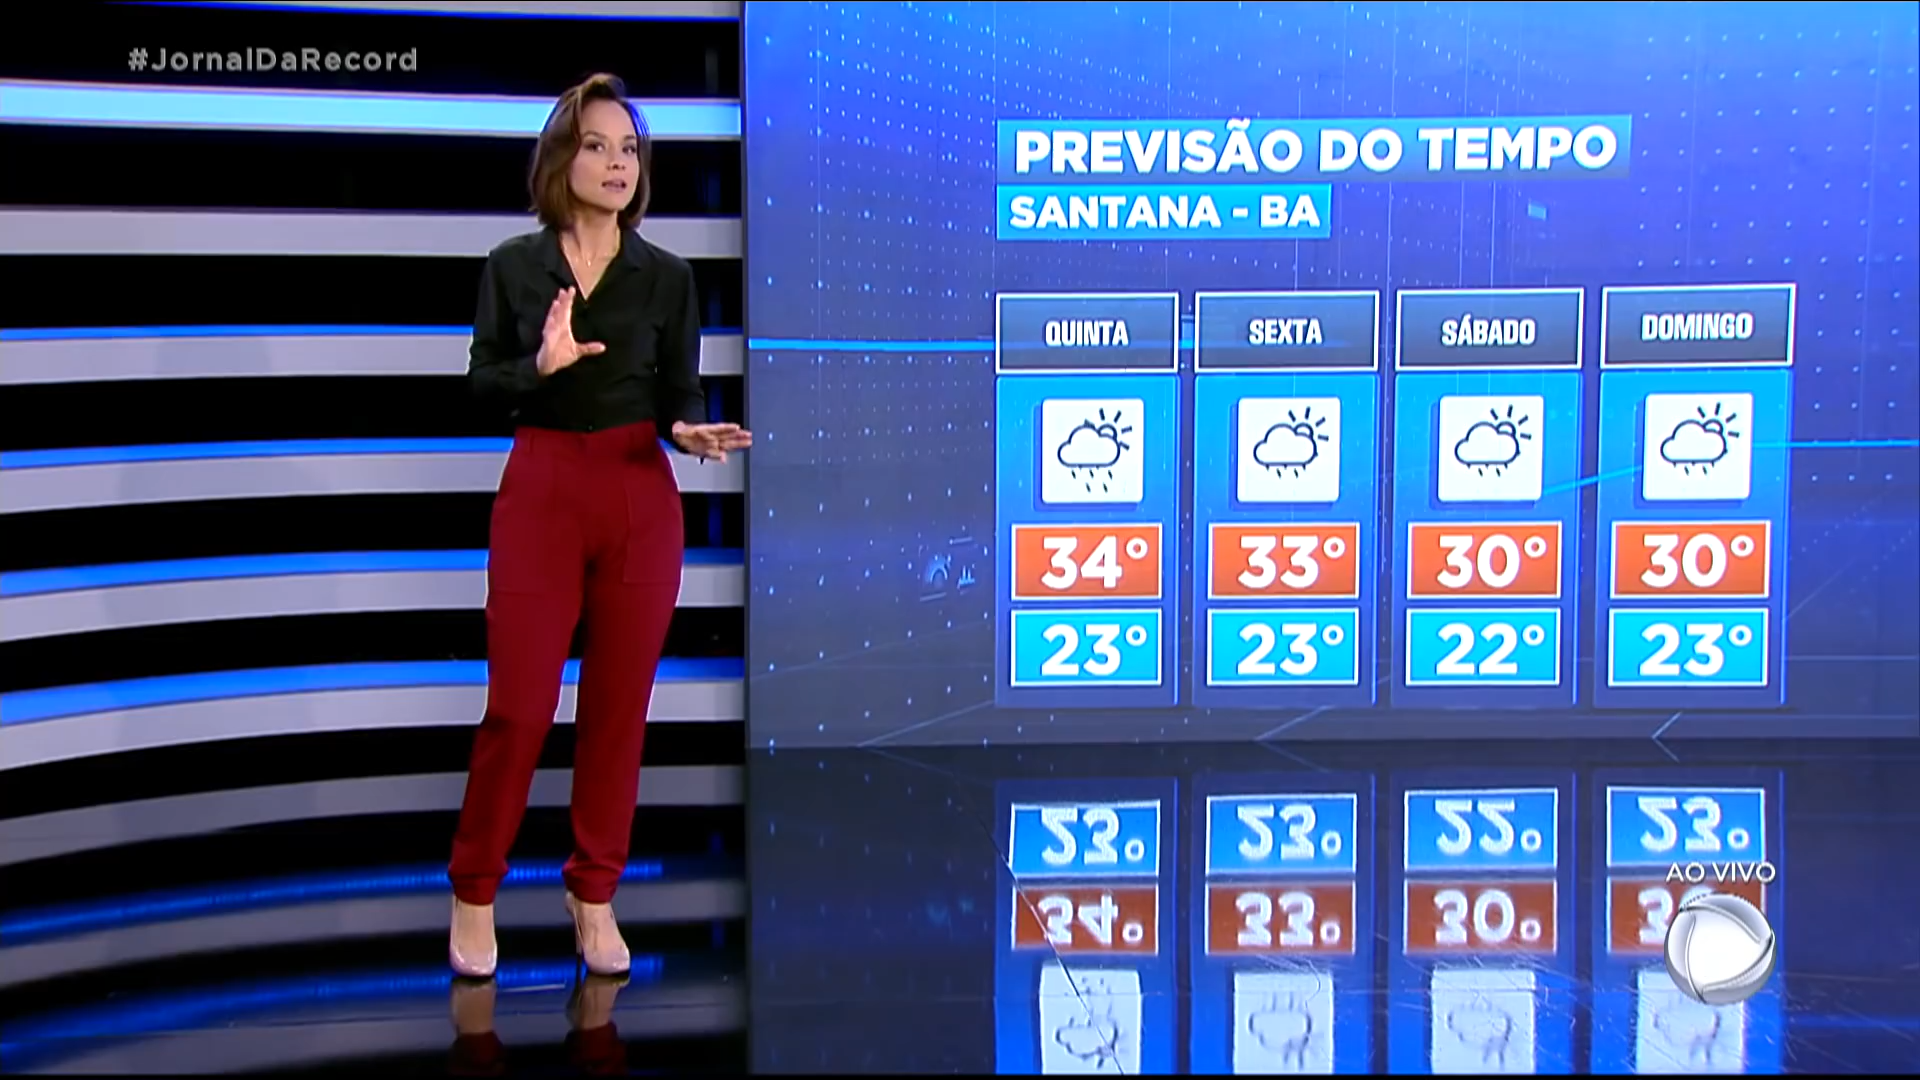 #JornalDaRecord
PREVISÃO DO TEMPO
SANTANA - BA
QUINTA SEXTA SÁBADO DOMINGO
34° 33° 30° 30°
23° 23° 22° 23°
AO VIVO